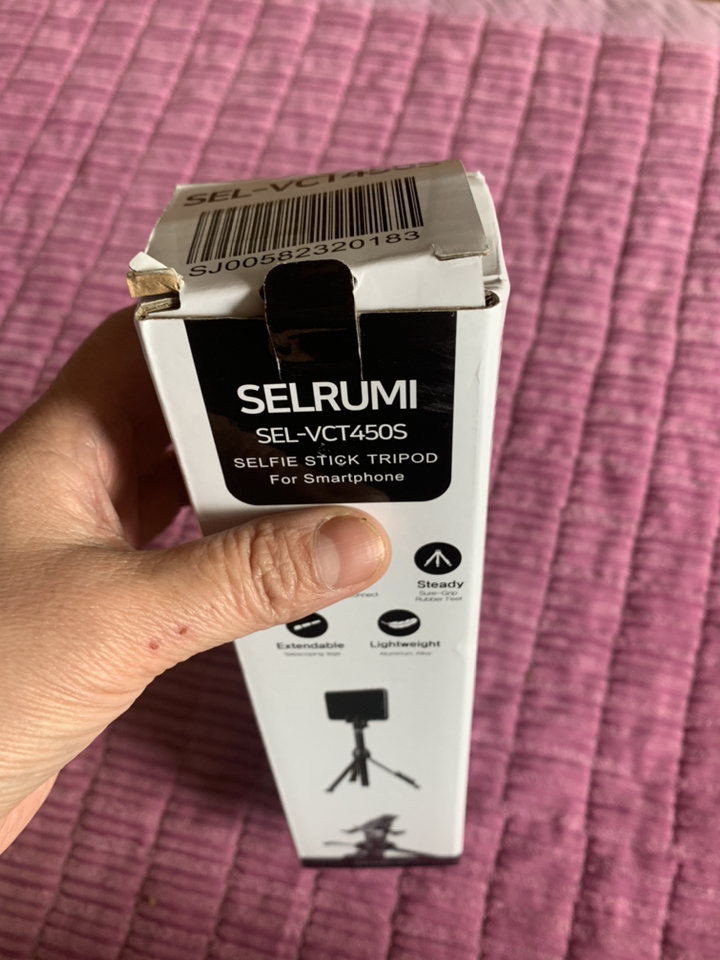 SEL-VCT450S
SJ00582320183
SELRUMI
SEL-VCT450S
SELFIE STICK TRIPOD
For Smartphone
Steady
Sure-Grip
Rubber Feet
Extendable
Telescoping legs
Lightweight
Aluminum Alloy